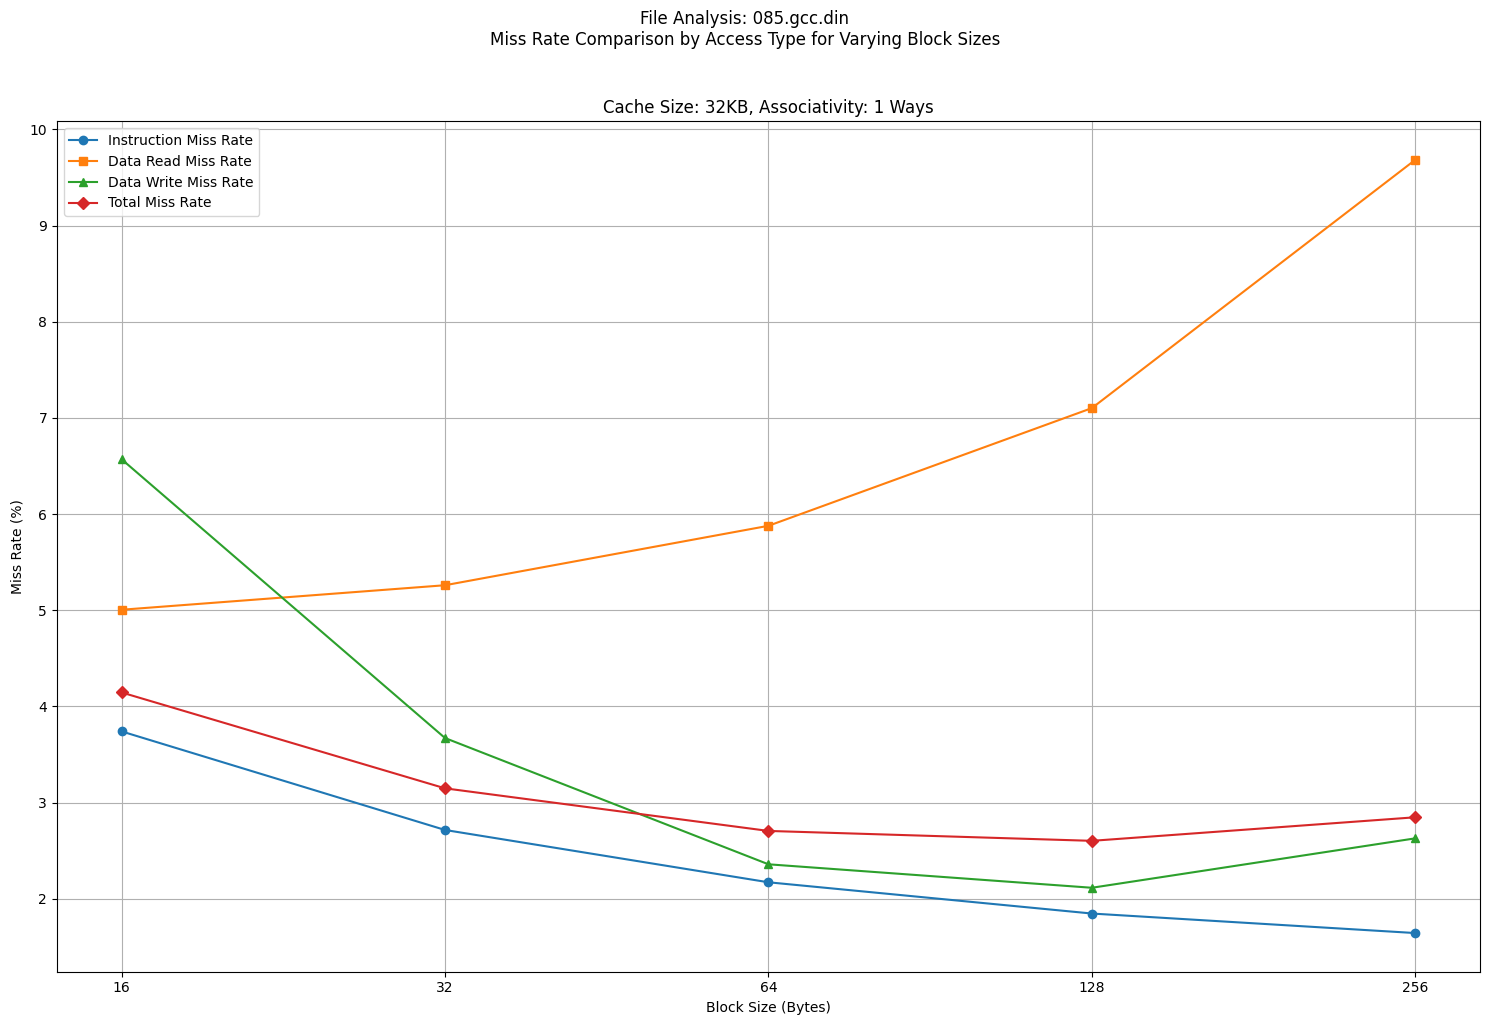 File Analysis: 085.gcc.din
Miss Rate Comparison by Access Type for Varying Block Sizes
Cache Size: 32KB, Associativity: 1 Ways
Instruction Miss Rate
Data Read Miss Rate
Data Write Miss Rate
Total Miss Rate
10
9
8
7
6
5
4
3
2
Miss Rate (%)
16
32
64
128
256
Block Size (Bytes)